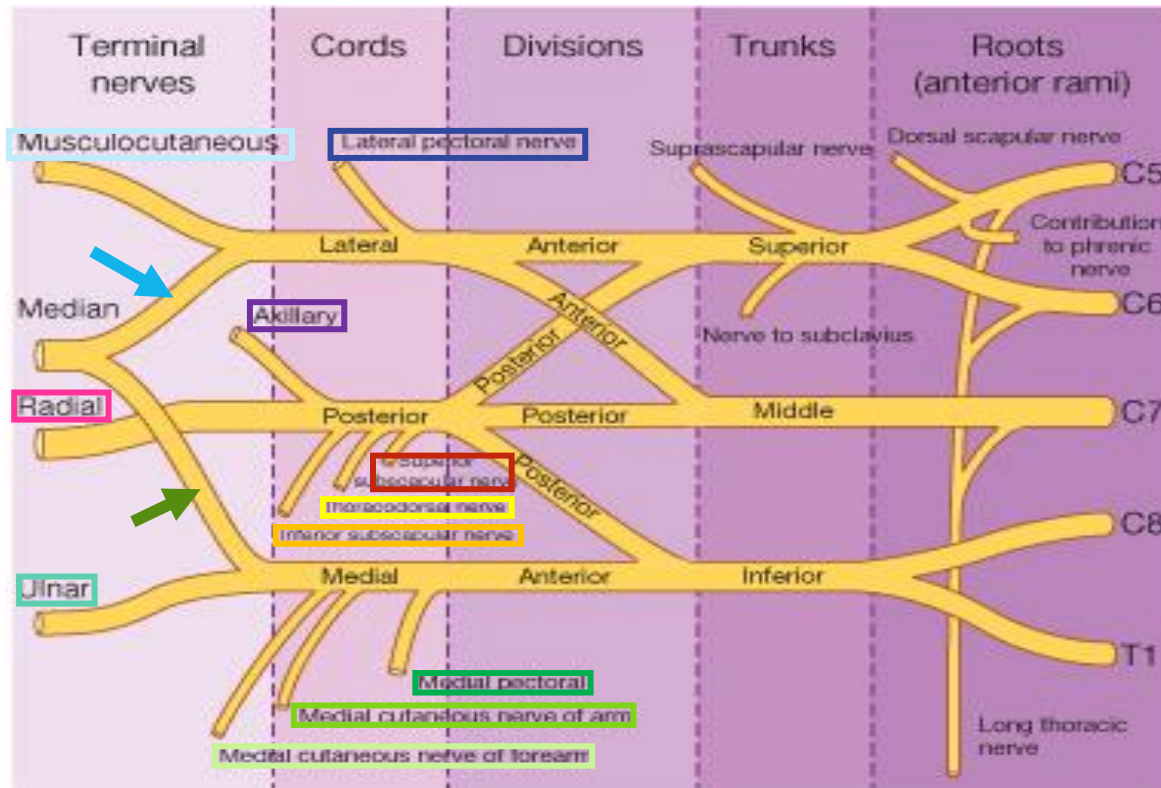 Terminal
nerves
Cords
Divisions
Trunks
Roots
(anterior rami)
Musculocutaneous
Lateral pectoral nerve
Suprascapular nerve
Dorsal scapular nerve
C5
Contribution
to phrenic
nerve
Lateral
Anterior
Superior
Median
Akillary
Anterior
Posterior
Nerve to subclavius
C6
Radial
Posterior
Posterior
Middle
C7
Superior
subscapular nerve
Posterior
Thoracodorsal nerve
Inferior subscapular nerve
C8
Ulnar
Medial
Anterior
Inferior
T1
Medial pectoral
Medial cutaneous nerve of arm
Medial cutaneous nerve of forearm
Long thoracic
nerve